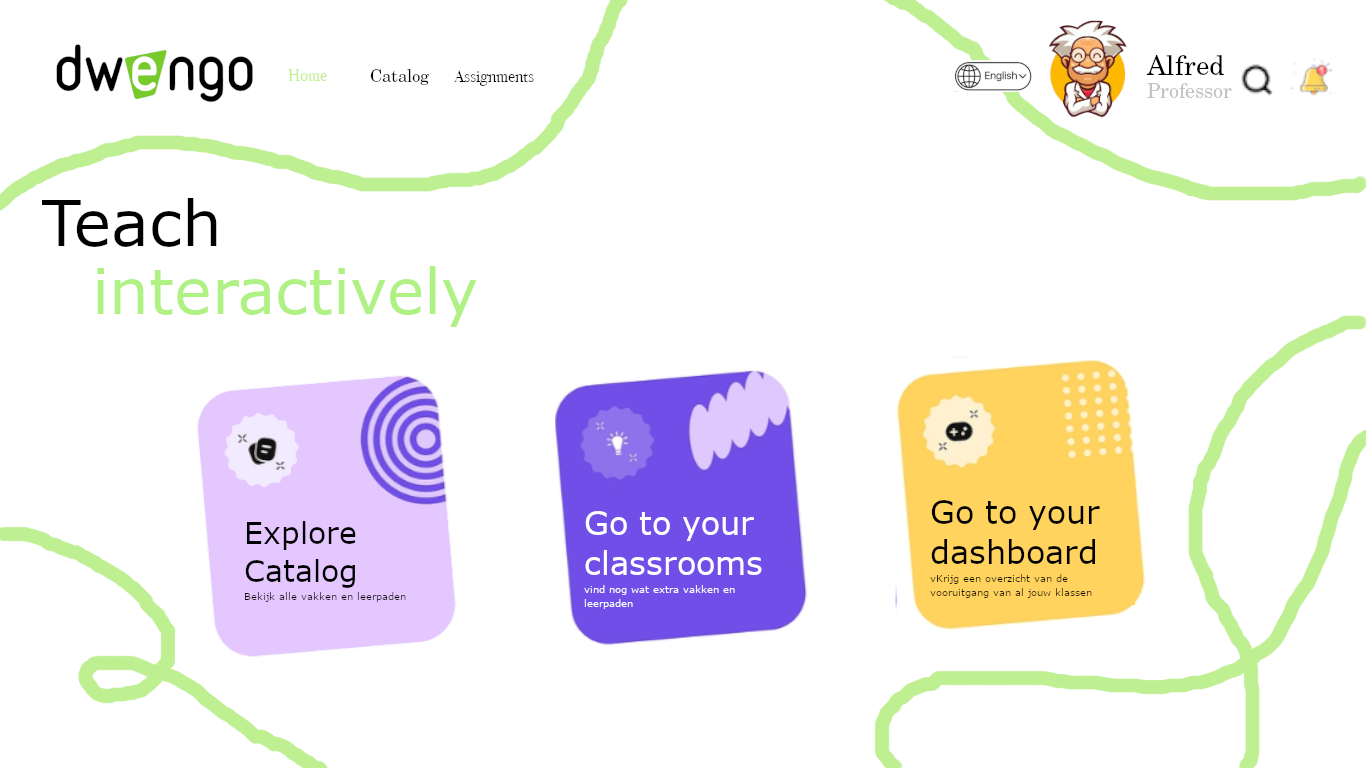 dwengo
Home
Catalog
Assignments
English
Alfred
Professor
Teach
interactively
Explore
Catalog
Bekijk alle vakken en leerpaden
Go to your
classrooms
vind nog wat extra vakken en
leerpaden
Go to your
dashboard
vKrijg een overzicht van de
vooruitgang van al jouw klassen